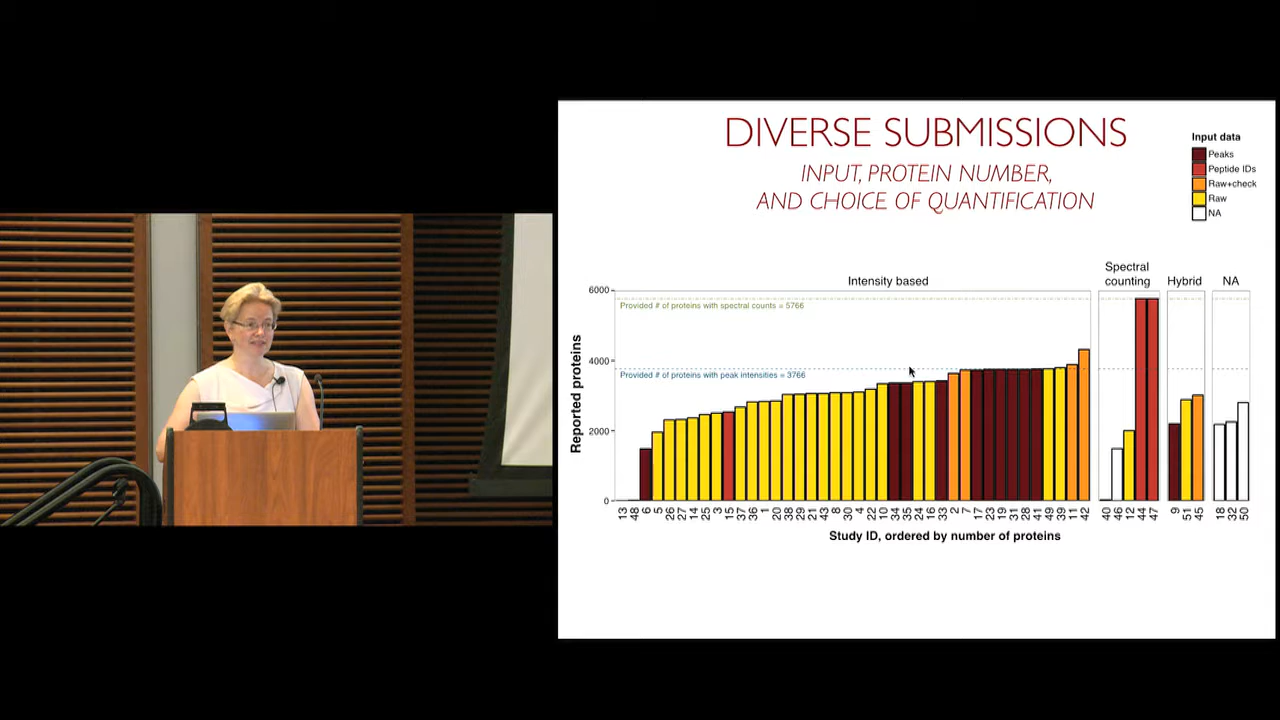 DIVERSE SUBMISSIONS
INPUT, PROTEIN NUMBER,
AND CHOICE OF QUANTIFICATION
Input data
Peaks
Peptide IDs
Raw+check
Raw
NA
Intensity based
Spectral
counting
Hybrid
NA
Reported proteins
6000
4000
2000
0
Provided # of proteins with spectral counts = 5766
Provided # of proteins with peak intensities = 3766
13 48 6 5 26 27 14 25 3 15 37 36 1 20 38 29 21 43 8 30 4 22 10 34 35 24 16 33 2 7 17 23 19 31 28 41 49 39 11 42
40 46 12 44 47
9 51 45
18 32 50
Study ID, ordered by number of proteins